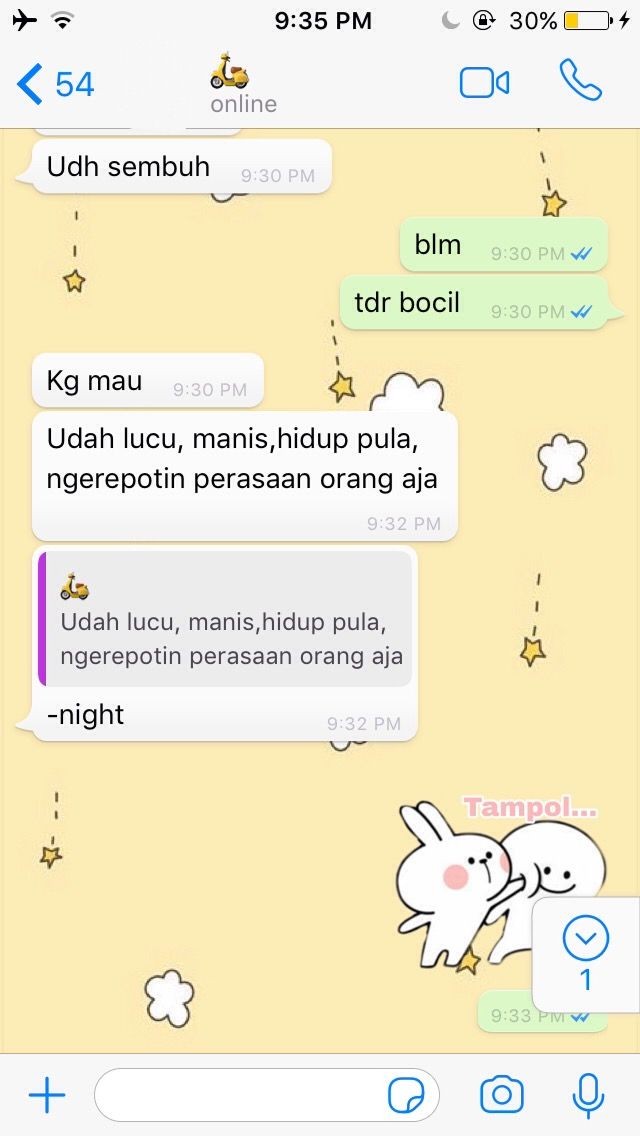 9:35 PM
30%
54
online
Udh sembuh
9:30 PM
blm
9:30 PM
tdr bocil
9:30 PM
Kg mau
9:30 PM
Udah lucu, manis,hidup pula,
ngerepotin perasaan orang aja
9:32 PM
Udah lucu, manis,hidup pula,
ngerepotin perasaan orang aja
-night
9:32 PM
Tampol...
1
9:33 PM